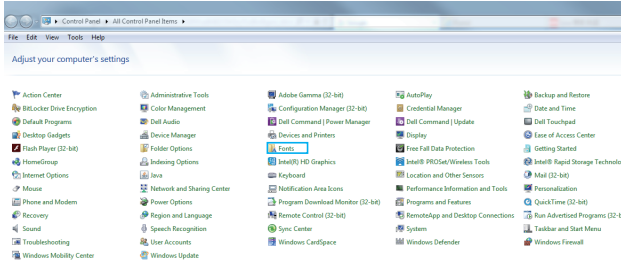 Control Panel ▸ All Control Panel Items ▸
File Edit View Tools Help
Adjust your computer's settings
Action Center Administrative Tools Adobe Gamma (32-bit) AutoPlay Backup and Restore
BitLocker Drive Encryption Color Management Configuration Manager (32-bit) Credential Manager Date and Time
Default Programs Dell Audio Dell Command | Power Manager Dell Command | Update Dell Touchpad
Desktop Gadgets Device Manager Devices and Printers Display Ease of Access Center
Flash Player (32-bit) Folder Options Fonts Free Fall Data Protection Getting Started
HomeGroup Indexing Options Intel(R) HD Graphics Intel® PROSet/Wireless Tools Intel® Rapid Storage Technolo
Internet Options Java Keyboard Location and Other Sensors Mail (32-bit)
Mouse Network and Sharing Center Notification Area Icons Performance Information and Tools Personalization
Phone and Modem Power Options Program Download Monitor (32-bit) Programs and Features QuickTime (32-bit)
Recovery Region and Language Remote Control (32-bit) RemoteApp and Desktop Connections Run Advertised Programs (32-b
Sound Speech Recognition Sync Center System Taskbar and Start Menu
Troubleshooting User Accounts Windows CardSpace Windows Defender Windows Firewall
Windows Mobility Center Windows Update